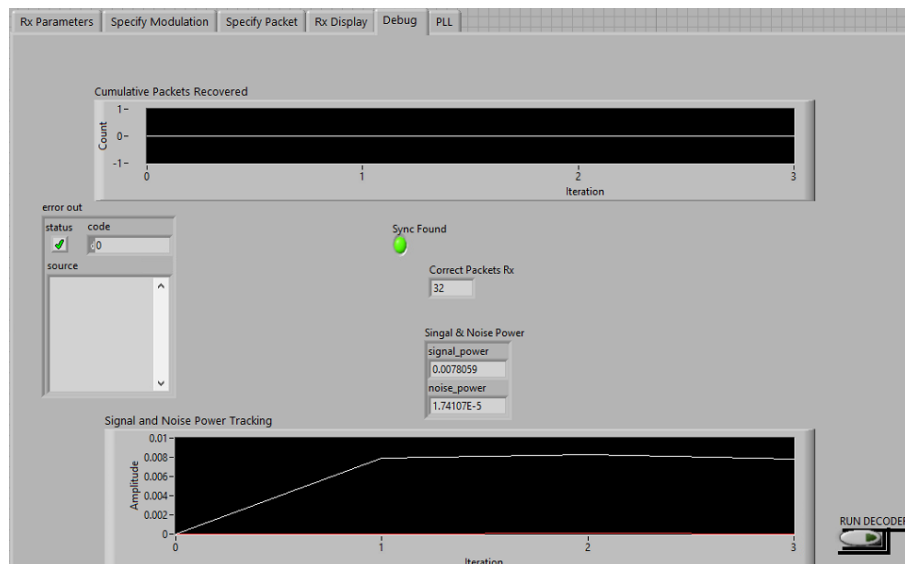 Rx Parameters Specify Modulation Specify Packet Rx Display Debug PLL
Cumulative Packets Recovered
Count
1
0
-1
0 1 2 3
Iteration
error out
status code
0
source
Sync Found
Correct Packets Rx
32
Singal & Noise Power
signal_power
0.0078059
noise_power
1.74107E-5
Signal and Noise Power Tracking
Amplitude
0.01
0.008
0.006
0.004
0.002
0
0 1 2 3
Iteration
RUN DECODER